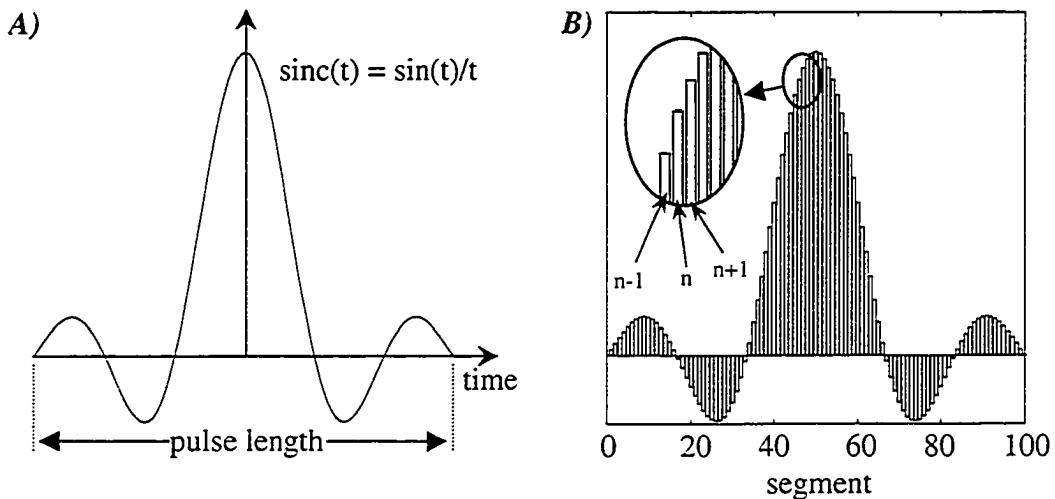 A)
sinc(t) = sin(t)/t
time
pulse length
B)
n-1 n n+1
0 20 40 60 80 100
segment